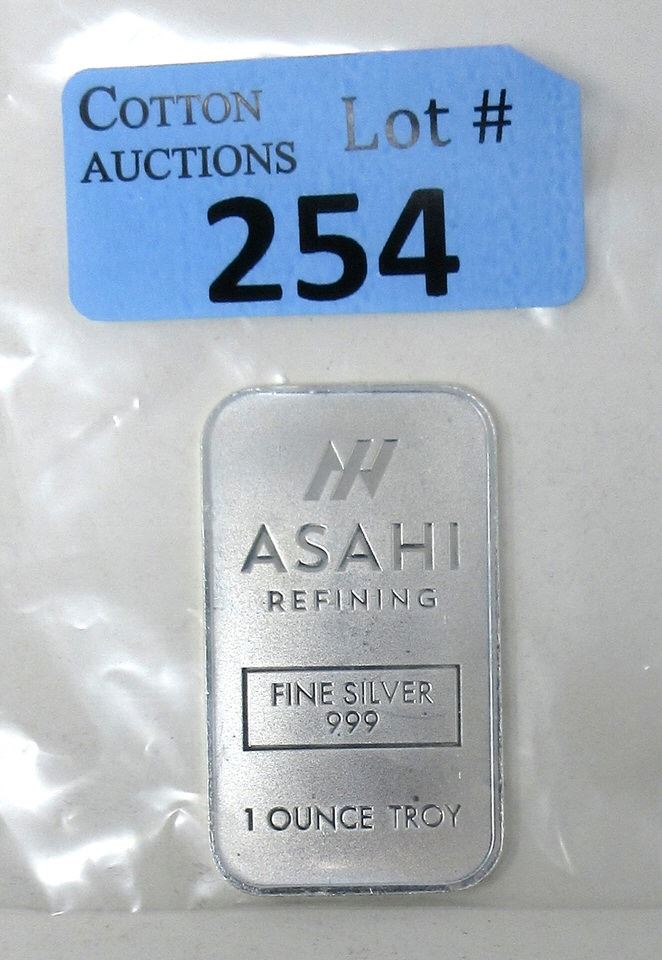 COTTON
AUCTIONS
Lot #
254
ASAHI
REFINING
FINE SILVER
999
1 OUNCE TROY